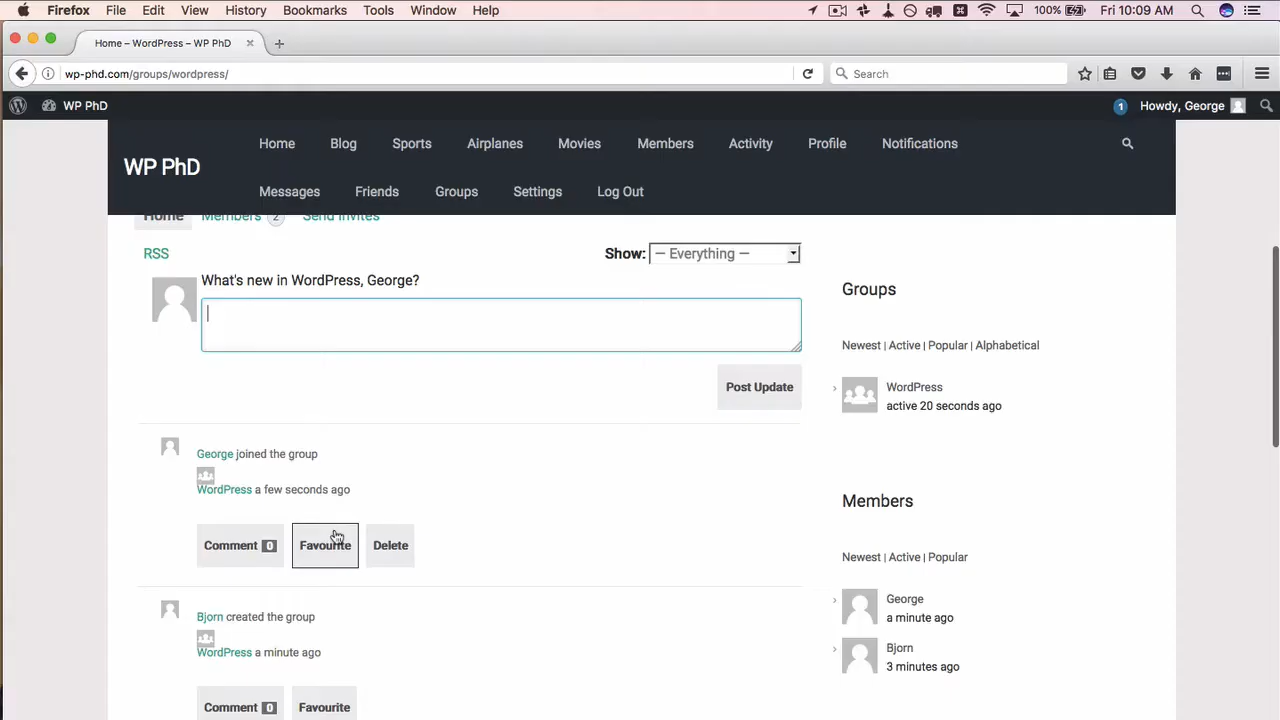 Firefox File Edit View History Bookmarks Tools Window Help 100% Fri 10:09 AM
Home – WordPress – WP PhD
wp-phd.com/groups/wordpress/ Search
WP PhD 1 Howdy, George
WP PhD
Home Blog Sports Airplanes Movies Members Activity Profile Notifications
Messages Friends Groups Settings Log Out
Home Members 2 Send Invites
RSS Show: — Everything —
What's new in WordPress, George?
Post Update
George joined the group
WordPress a few seconds ago
Comment 0 Favourite Delete
Bjorn created the group
WordPress a minute ago
Comment 0 Favourite
Groups
Newest | Active | Popular | Alphabetical
WordPress
active 20 seconds ago
Members
Newest | Active | Popular
George
a minute ago
Bjorn
3 minutes ago